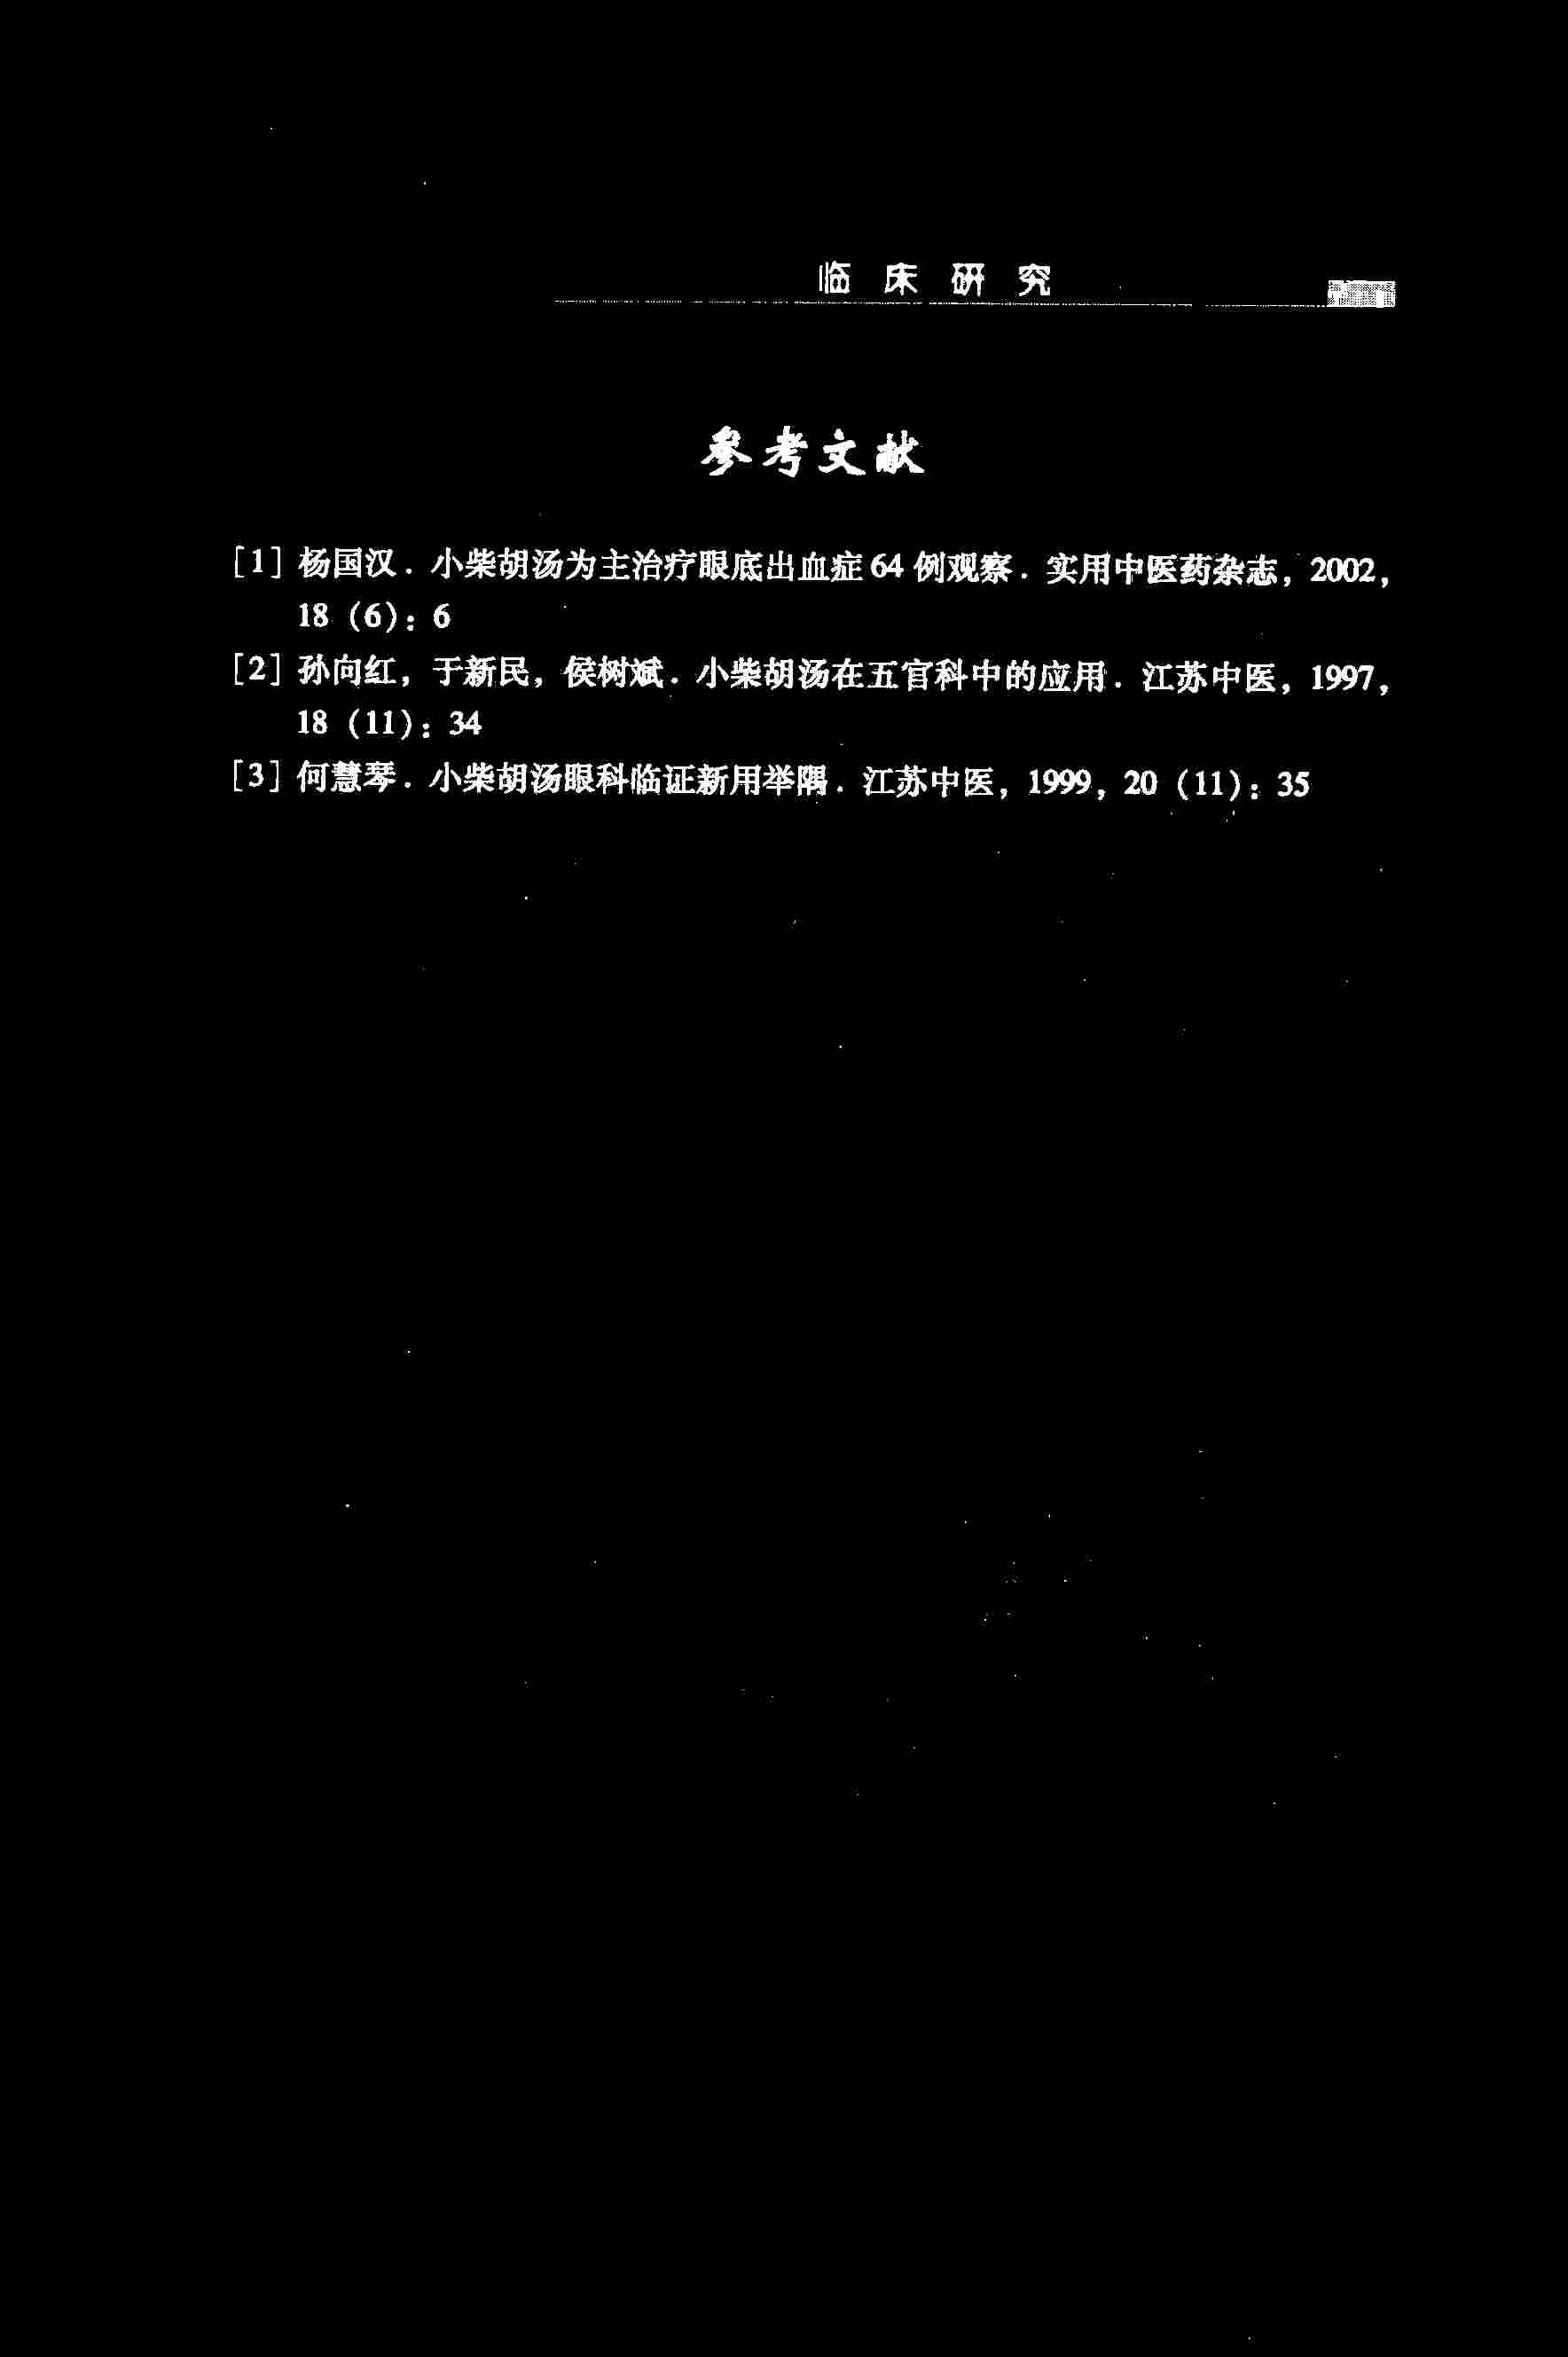 临床研究
参考文献
[1] 杨国汉．小柴胡汤为主治疗眼底出血症64例观察．实用中医药杂志，2002，
18（6）：6
[2] 孙向红，于新民，侯树斌．小柴胡汤在五官科中的应用．江苏中医，1997，
18（11）：34
[3] 何慧琴．小柴胡汤眼科临证新用举隅．江苏中医，1999，20（11）：35